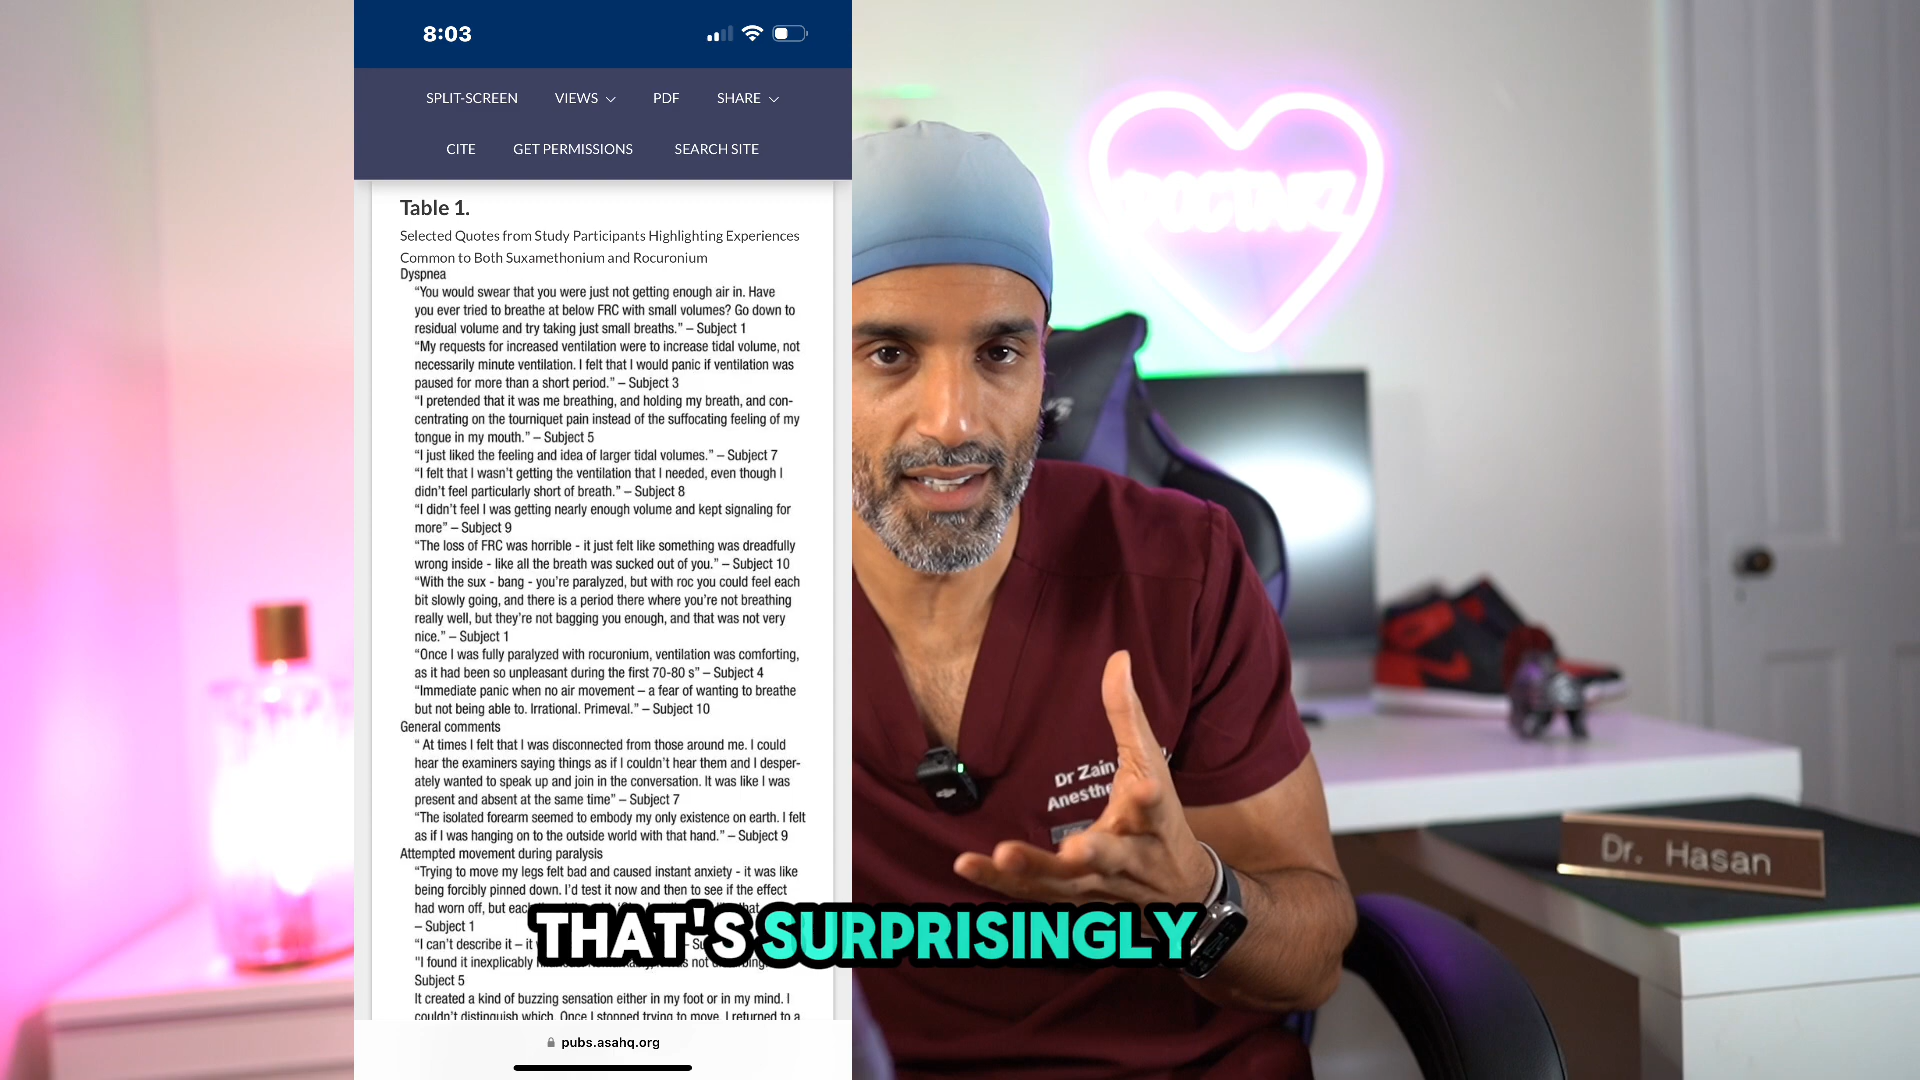 8:03
SPLIT-SCREEN VIEWS PDF SHARE
CITE GET PERMISSIONS SEARCH SITE
Table 1.
Selected Quotes from Study Participants Highlighting Experiences
Common to Both Suxamethonium and Rocuronium
Dyspnea
“You would swear that you were just not getting enough air in. Have
you ever tried to breathe at below FRC with small volumes? Go down to
residual volume and try taking just small breaths.” – Subject 1
“My requests for increased ventilation were to increase tidal volume, not
necessarily minute ventilation. I felt that I would panic if ventilation was
paused for more than a short period.” – Subject 3
“I pretended that it was me breathing, and holding my breath, and con-
centrating on the tourniquet pain instead of the suffocating feeling of my
tongue in my mouth.” – Subject 5
“I just liked the feeling and idea of larger tidal volumes.” – Subject 7
“I felt that I wasn’t getting the ventilation that I needed, even though I
didn’t feel particularly short of breath.” – Subject 8
“I didn’t feel I was getting nearly enough volume and kept signaling for
more” – Subject 9
“The loss of FRC was horrible - it just felt like something was dreadfully
wrong inside - like all the breath was sucked out of you.” – Subject 10
“With the sux - bang - you’re paralyzed, but with roc you could feel each
bit slowly going, and there is a period there where you’re not breathing
really well, but they’re not bagging you enough, and that was not very
nice.” – Subject 1
“Once I was fully paralyzed with rocuronium, ventilation was comforting,
as it had been so unpleasant during the first 70-80 s” – Subject 4
“Immediate panic when no air movement – a fear of wanting to breathe
but not being able to. Irrational. Primeval.” – Subject 10
General comments
“ At times I felt that I was disconnected from those around me. I could
hear the examiners saying things as if I couldn’t hear them and I desper-
ately wanted to speak up and join in the conversation. It was like I was
present and absent at the same time” – Subject 7
“The isolated forearm seemed to embody my only existence on earth. I felt
as if I was hanging on to the outside world with that hand.” – Subject 9
Attempted movement during paralysis
“Trying to move my legs felt bad and caused instant anxiety - it was like
being forcibly pinned down. I’d test it now and then to see if the effect
had worn off, but each
– Subject 1
“I can’t describe it – it
“I found it inexplicably
Subject 5
It created a kind of buzzing sensation either in my foot or in my mind. I
couldn’t distinguish which. Once I stopped trying to move, I returned to a
pubs.asahq.org
THAT'S SURPRISINGLY
Dr Zain
Dr. Hasan